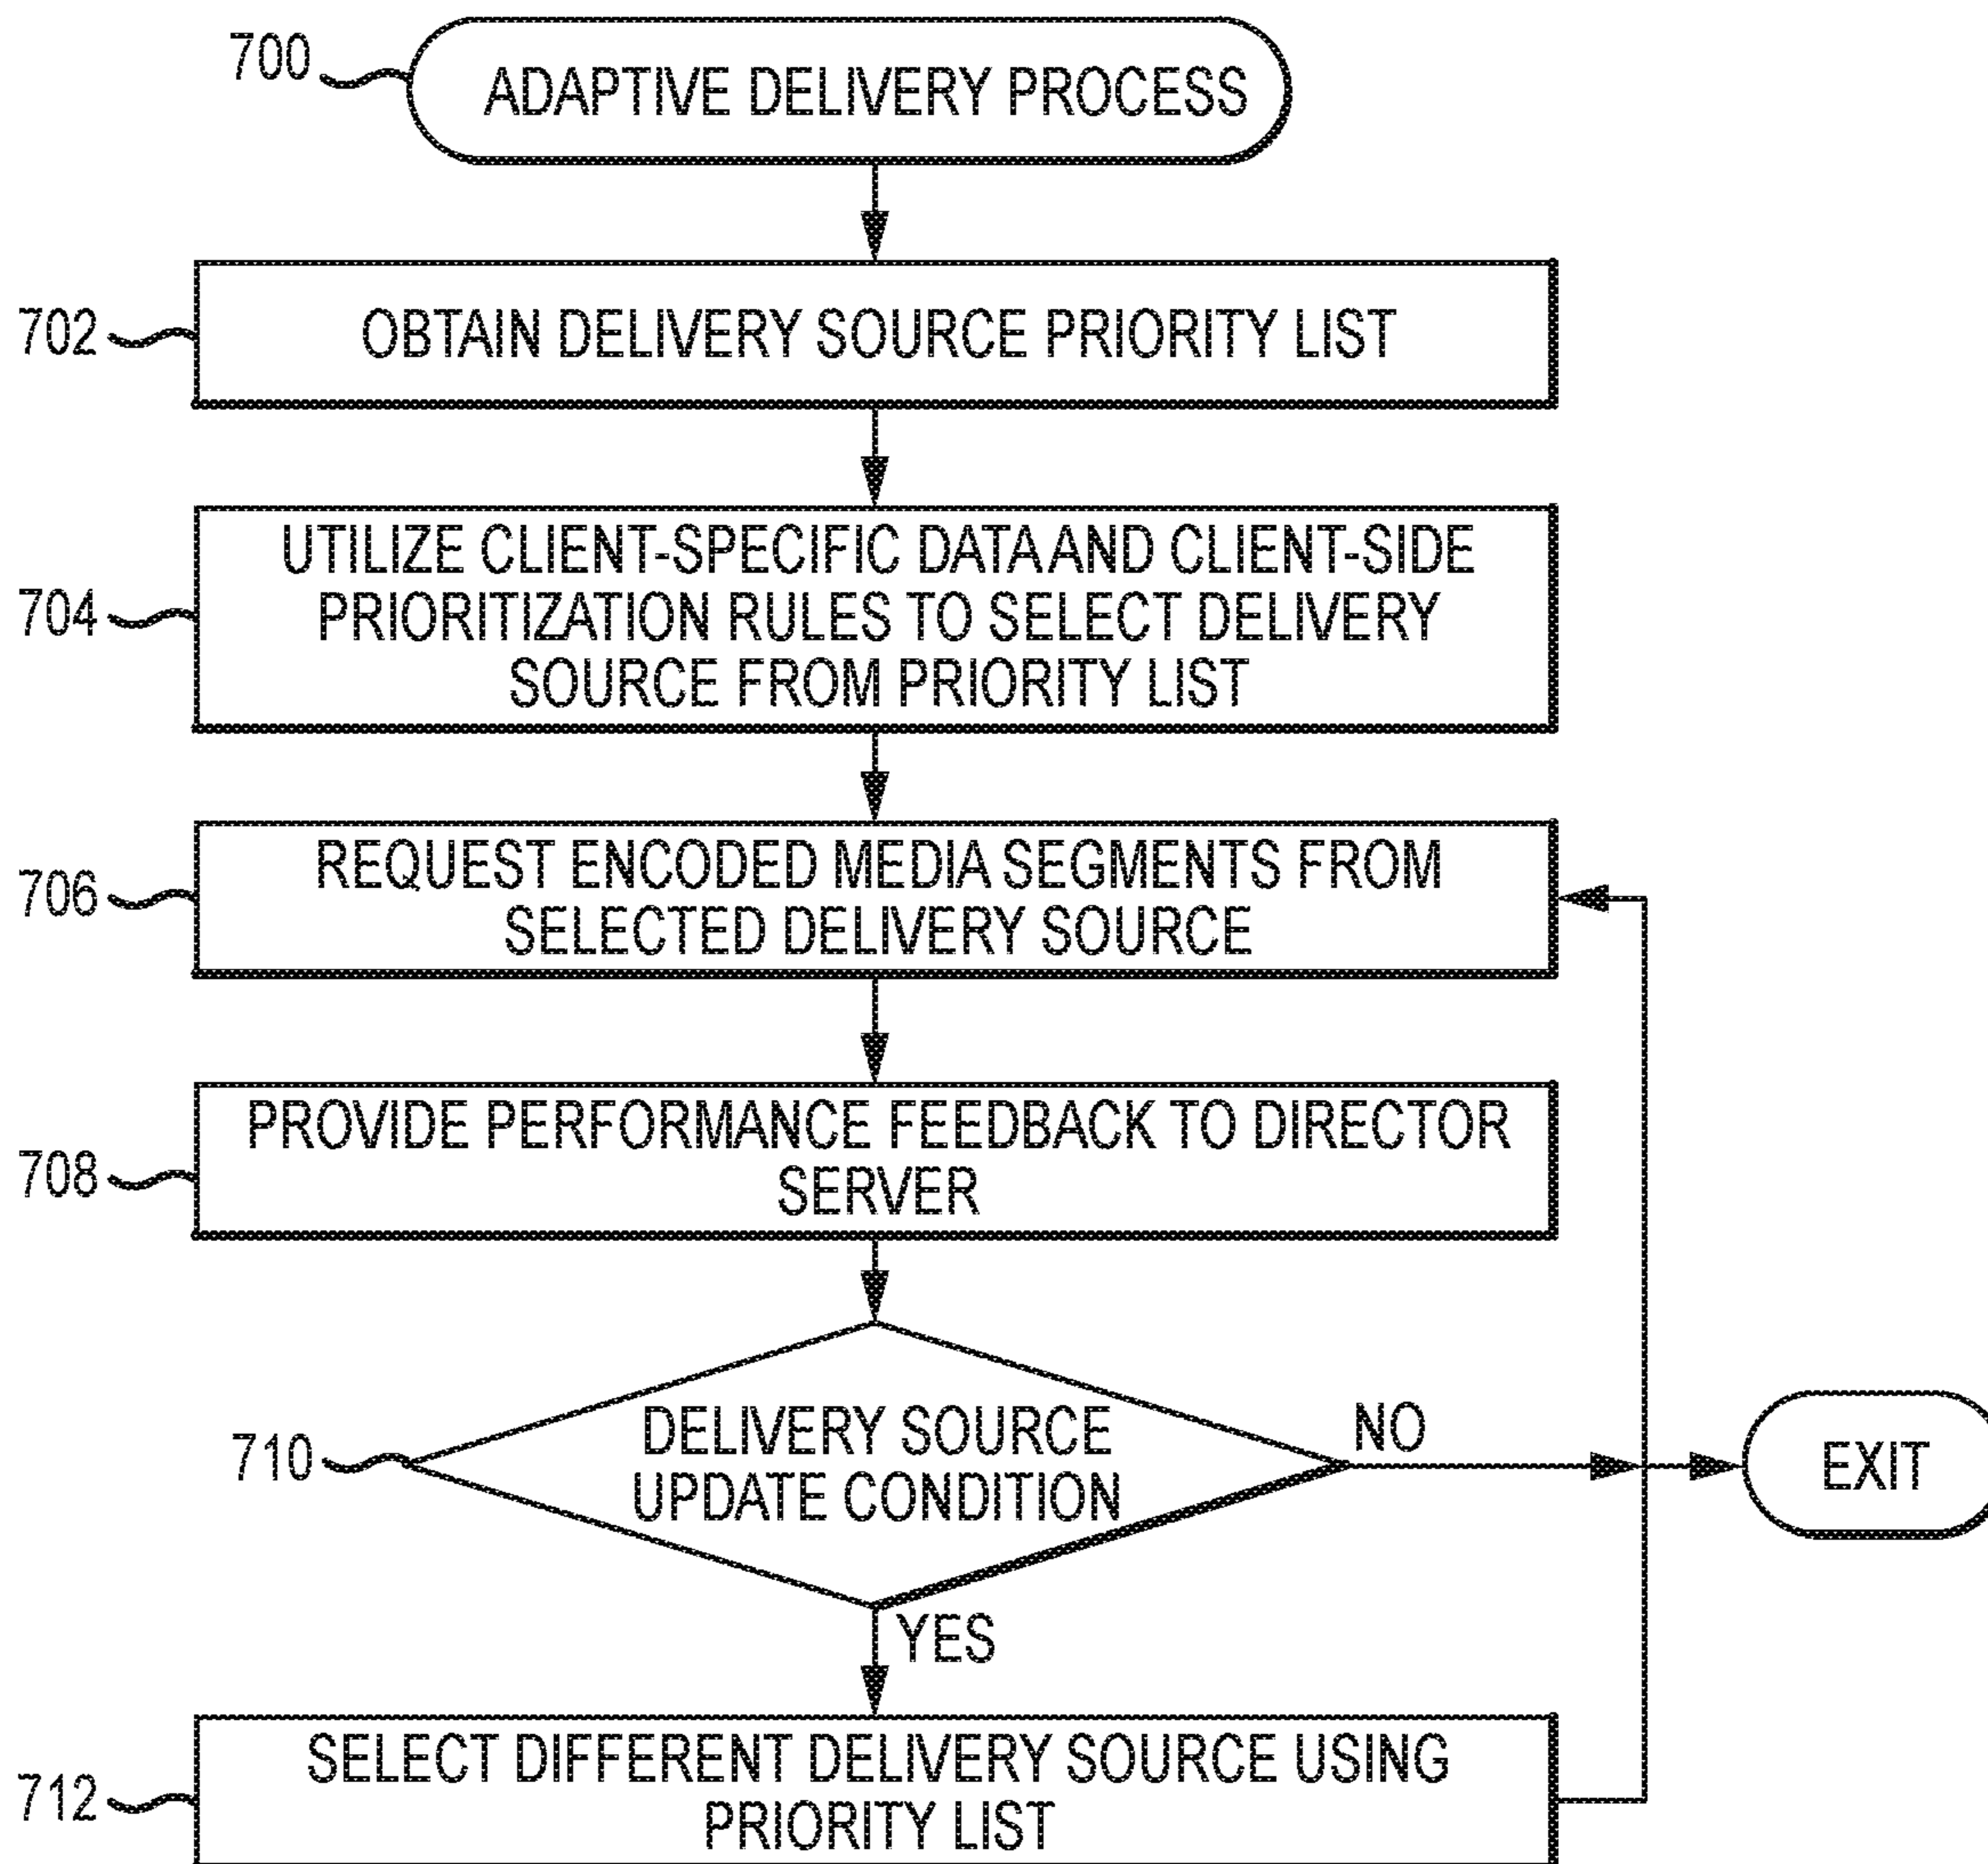 700
ADAPTIVE DELIVERY PROCESS
702
OBTAIN DELIVERY SOURCE PRIORITY LIST
704
UTILIZE CLIENT-SPECIFIC DATA AND CLIENT-SIDE
PRIORITIZATION RULES TO SELECT DELIVERY
SOURCE FROM PRIORITY LIST
706
REQUEST ENCODED MEDIA SEGMENTS FROM
SELECTED DELIVERY SOURCE
708
PROVIDE PERFORMANCE FEEDBACK TO DIRECTOR
SERVER
710
DELIVERY SOURCE
UPDATE CONDITION
NO
EXIT
YES
712
SELECT DIFFERENT DELIVERY SOURCE USING
PRIORITY LIST